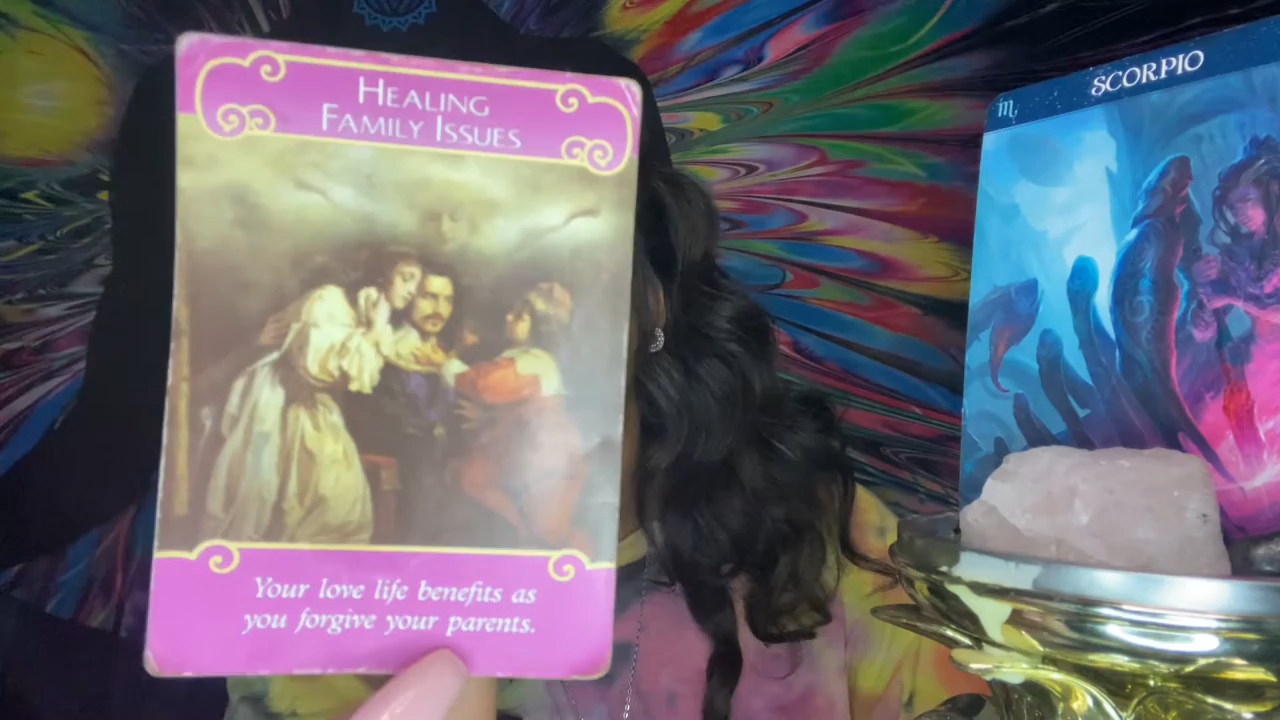 HEALING
FAMILY ISSUES
Your love life benefits as
you forgive your parents.
♏ SCORPIO